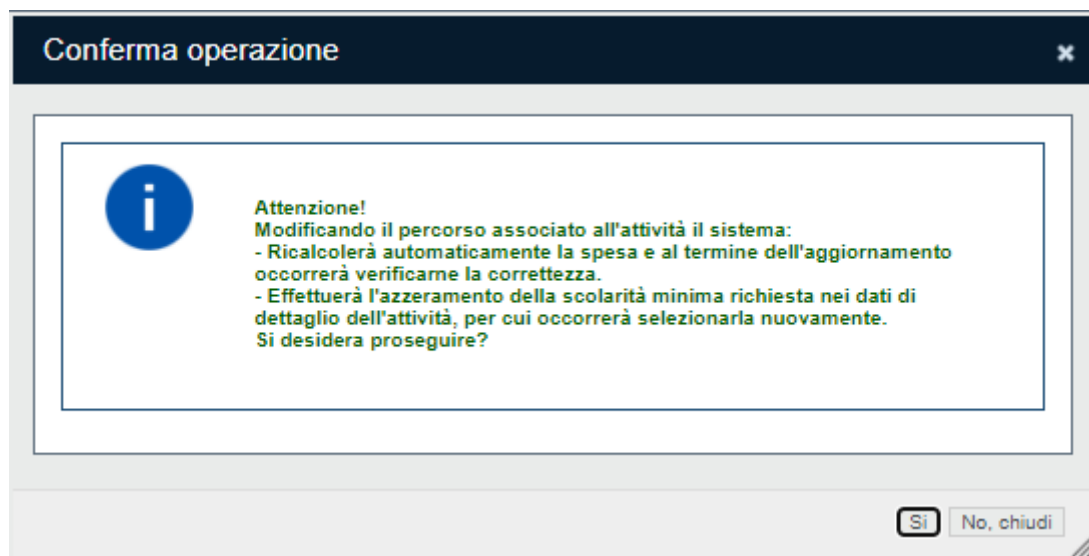 Conferma operazione
Attenzione!
Modificando il percorso associato all'attività il sistema:
- Ricalcolerà automaticamente la spesa e al termine dell'aggiornamento
occorrerà verificarne la correttezza.
- Effettuerà l'azzeramento della scolarità minima richiesta nei dati di
dettaglio dell'attività, per cui occorrerà selezionarla nuovamente.
Si desidera proseguire?
Si No, chiudi